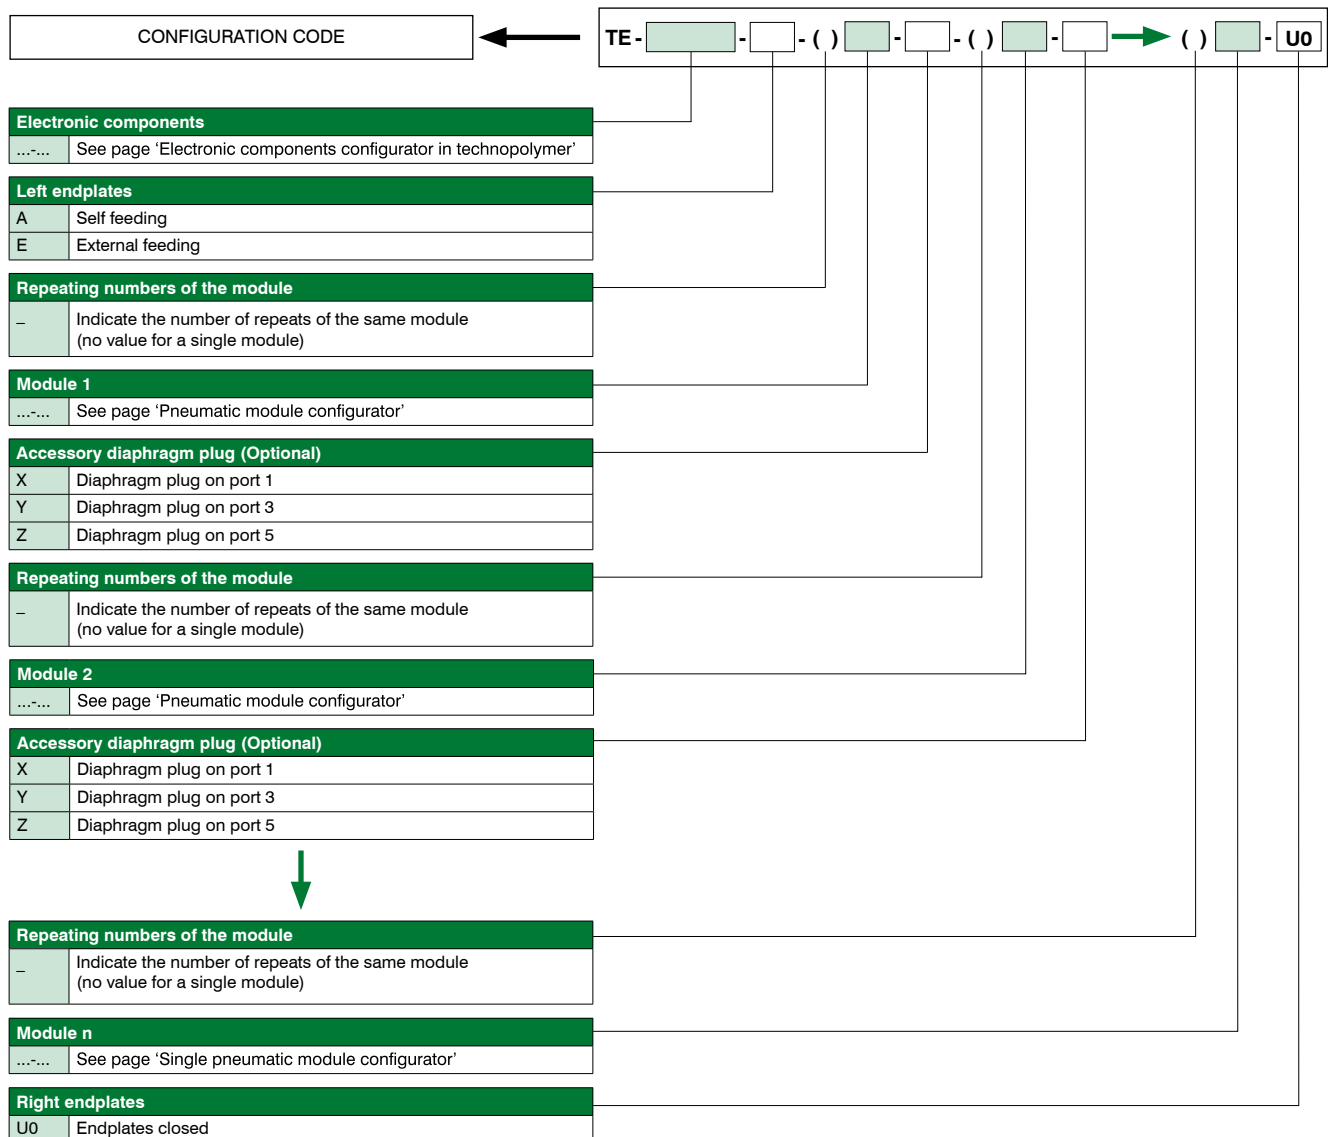 CONFIGURATION CODE
TE - - - ( ) - - ( ) - ( ) - U0
Electronic components
...-... See page ‘Electronic components configurator in technopolymer’
Left endplates
A Self feeding
E External feeding
Repeating numbers of the module
– Indicate the number of repeats of the same module
(no value for a single module)
Module 1
...-... See page ‘Pneumatic module configurator’
Accessory diaphragm plug (Optional)
X Diaphragm plug on port 1
Y Diaphragm plug on port 3
Z Diaphragm plug on port 5
Repeating numbers of the module
– Indicate the number of repeats of the same module
(no value for a single module)
Module 2
...-... See page ‘Pneumatic module configurator’
Accessory diaphragm plug (Optional)
X Diaphragm plug on port 1
Y Diaphragm plug on port 3
Z Diaphragm plug on port 5
Repeating numbers of the module
– Indicate the number of repeats of the same module
(no value for a single module)
Module n
...-... See page ‘Single pneumatic module configurator’
Right endplates
U0 Endplates closed